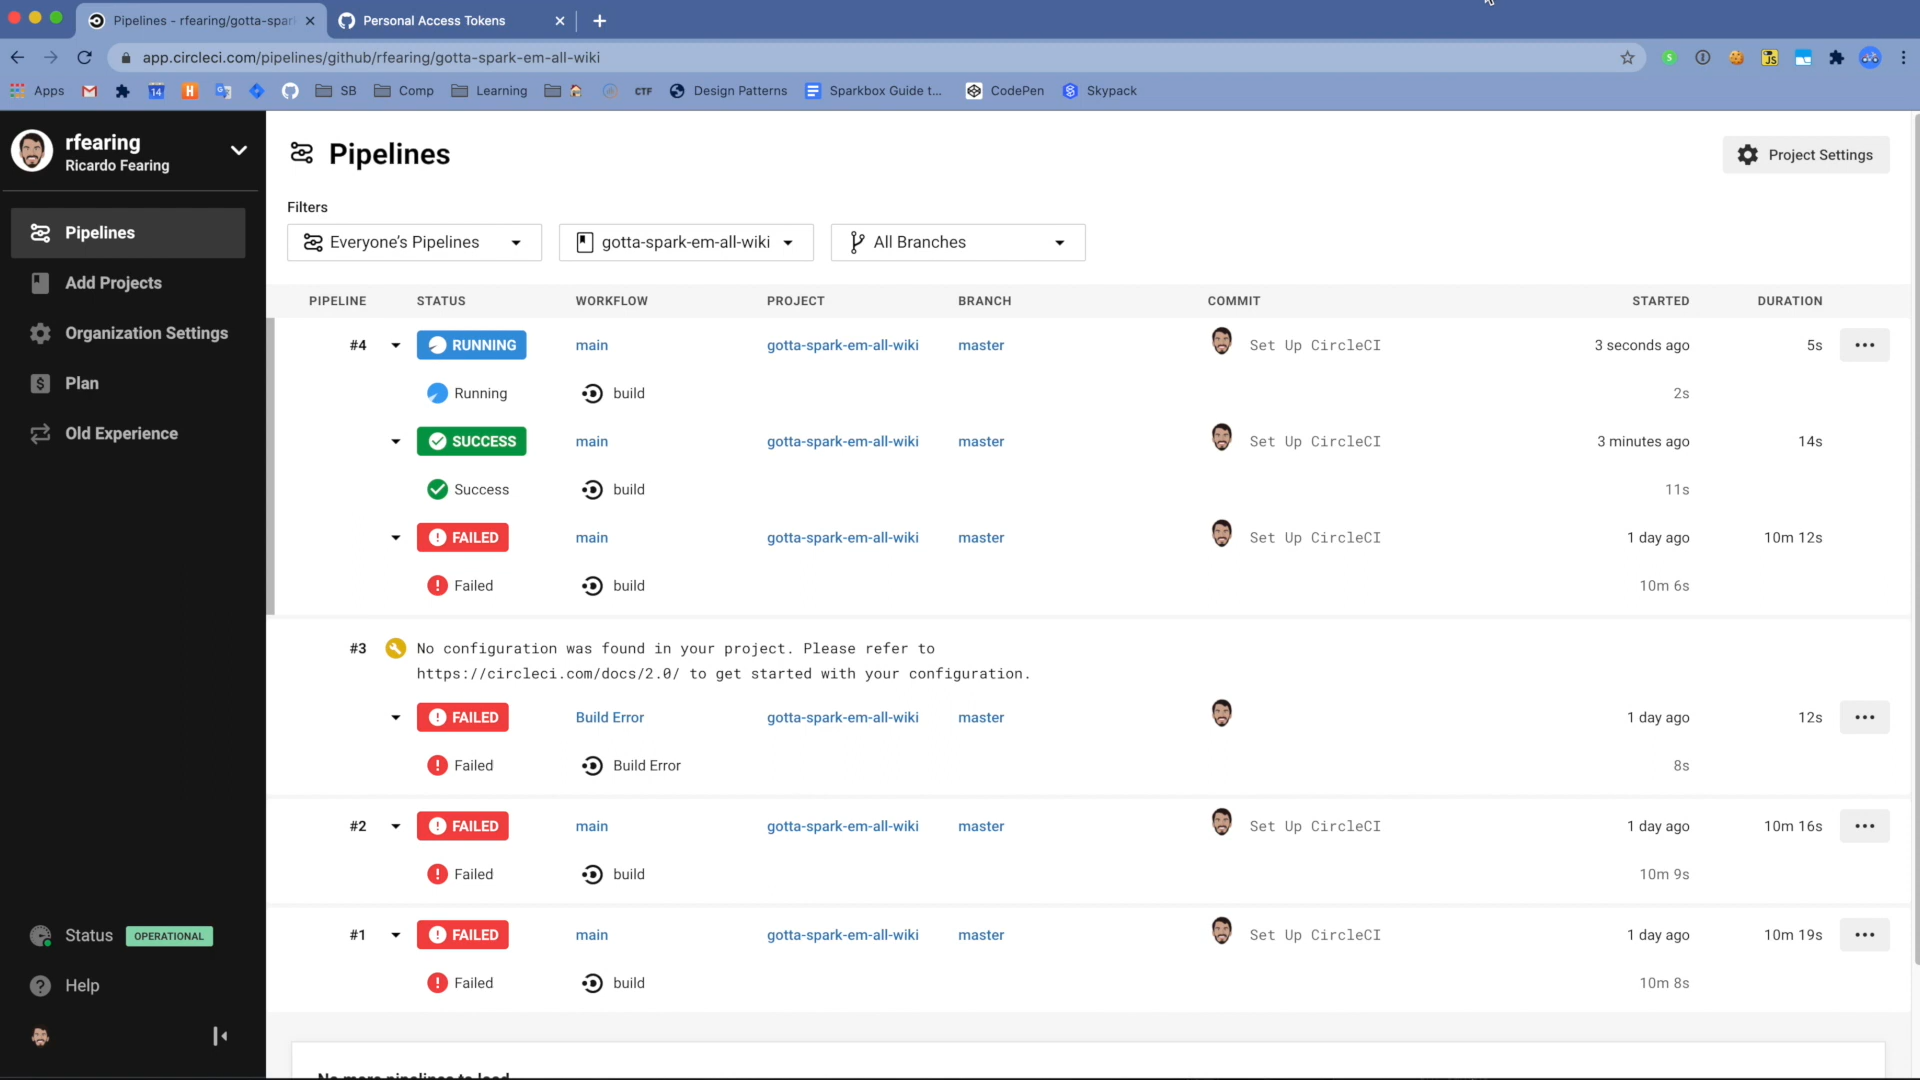 Pipelines - rfearing/gotta-spar
Personal Access Tokens
app.circleci.com/pipelines/github/rfearing/gotta-spark-em-all-wiki
Apps
14
SB
Comp
Learning
CTF
Design Patterns
Sparkbox Guide t...
CodePen
Skypack
rfearing
Ricardo Fearing
Pipelines
Add Projects
Organization Settings
Plan
Old Experience
Status OPERATIONAL
Help
Pipelines
Project Settings
Filters
Everyone’s Pipelines
gotta-spark-em-all-wiki
All Branches
PIPELINE STATUS WORKFLOW PROJECT BRANCH COMMIT STARTED DURATION
#4 RUNNING main gotta-spark-em-all-wiki master Set Up CircleCI 3 seconds ago 5s
Running build 2s
SUCCESS main gotta-spark-em-all-wiki master Set Up CircleCI 3 minutes ago 14s
Success build 11s
FAILED main gotta-spark-em-all-wiki master Set Up CircleCI 1 day ago 10m 12s
Failed build 10m 6s
#3 No configuration was found in your project. Please refer to
https://circleci.com/docs/2.0/ to get started with your configuration.
FAILED Build Error gotta-spark-em-all-wiki master 1 day ago 12s
Failed Build Error 8s
#2 FAILED main gotta-spark-em-all-wiki master Set Up CircleCI 1 day ago 10m 16s
Failed build 10m 9s
#1 FAILED main gotta-spark-em-all-wiki master Set Up CircleCI 1 day ago 10m 19s
Failed build 10m 8s
No more pipelines to load